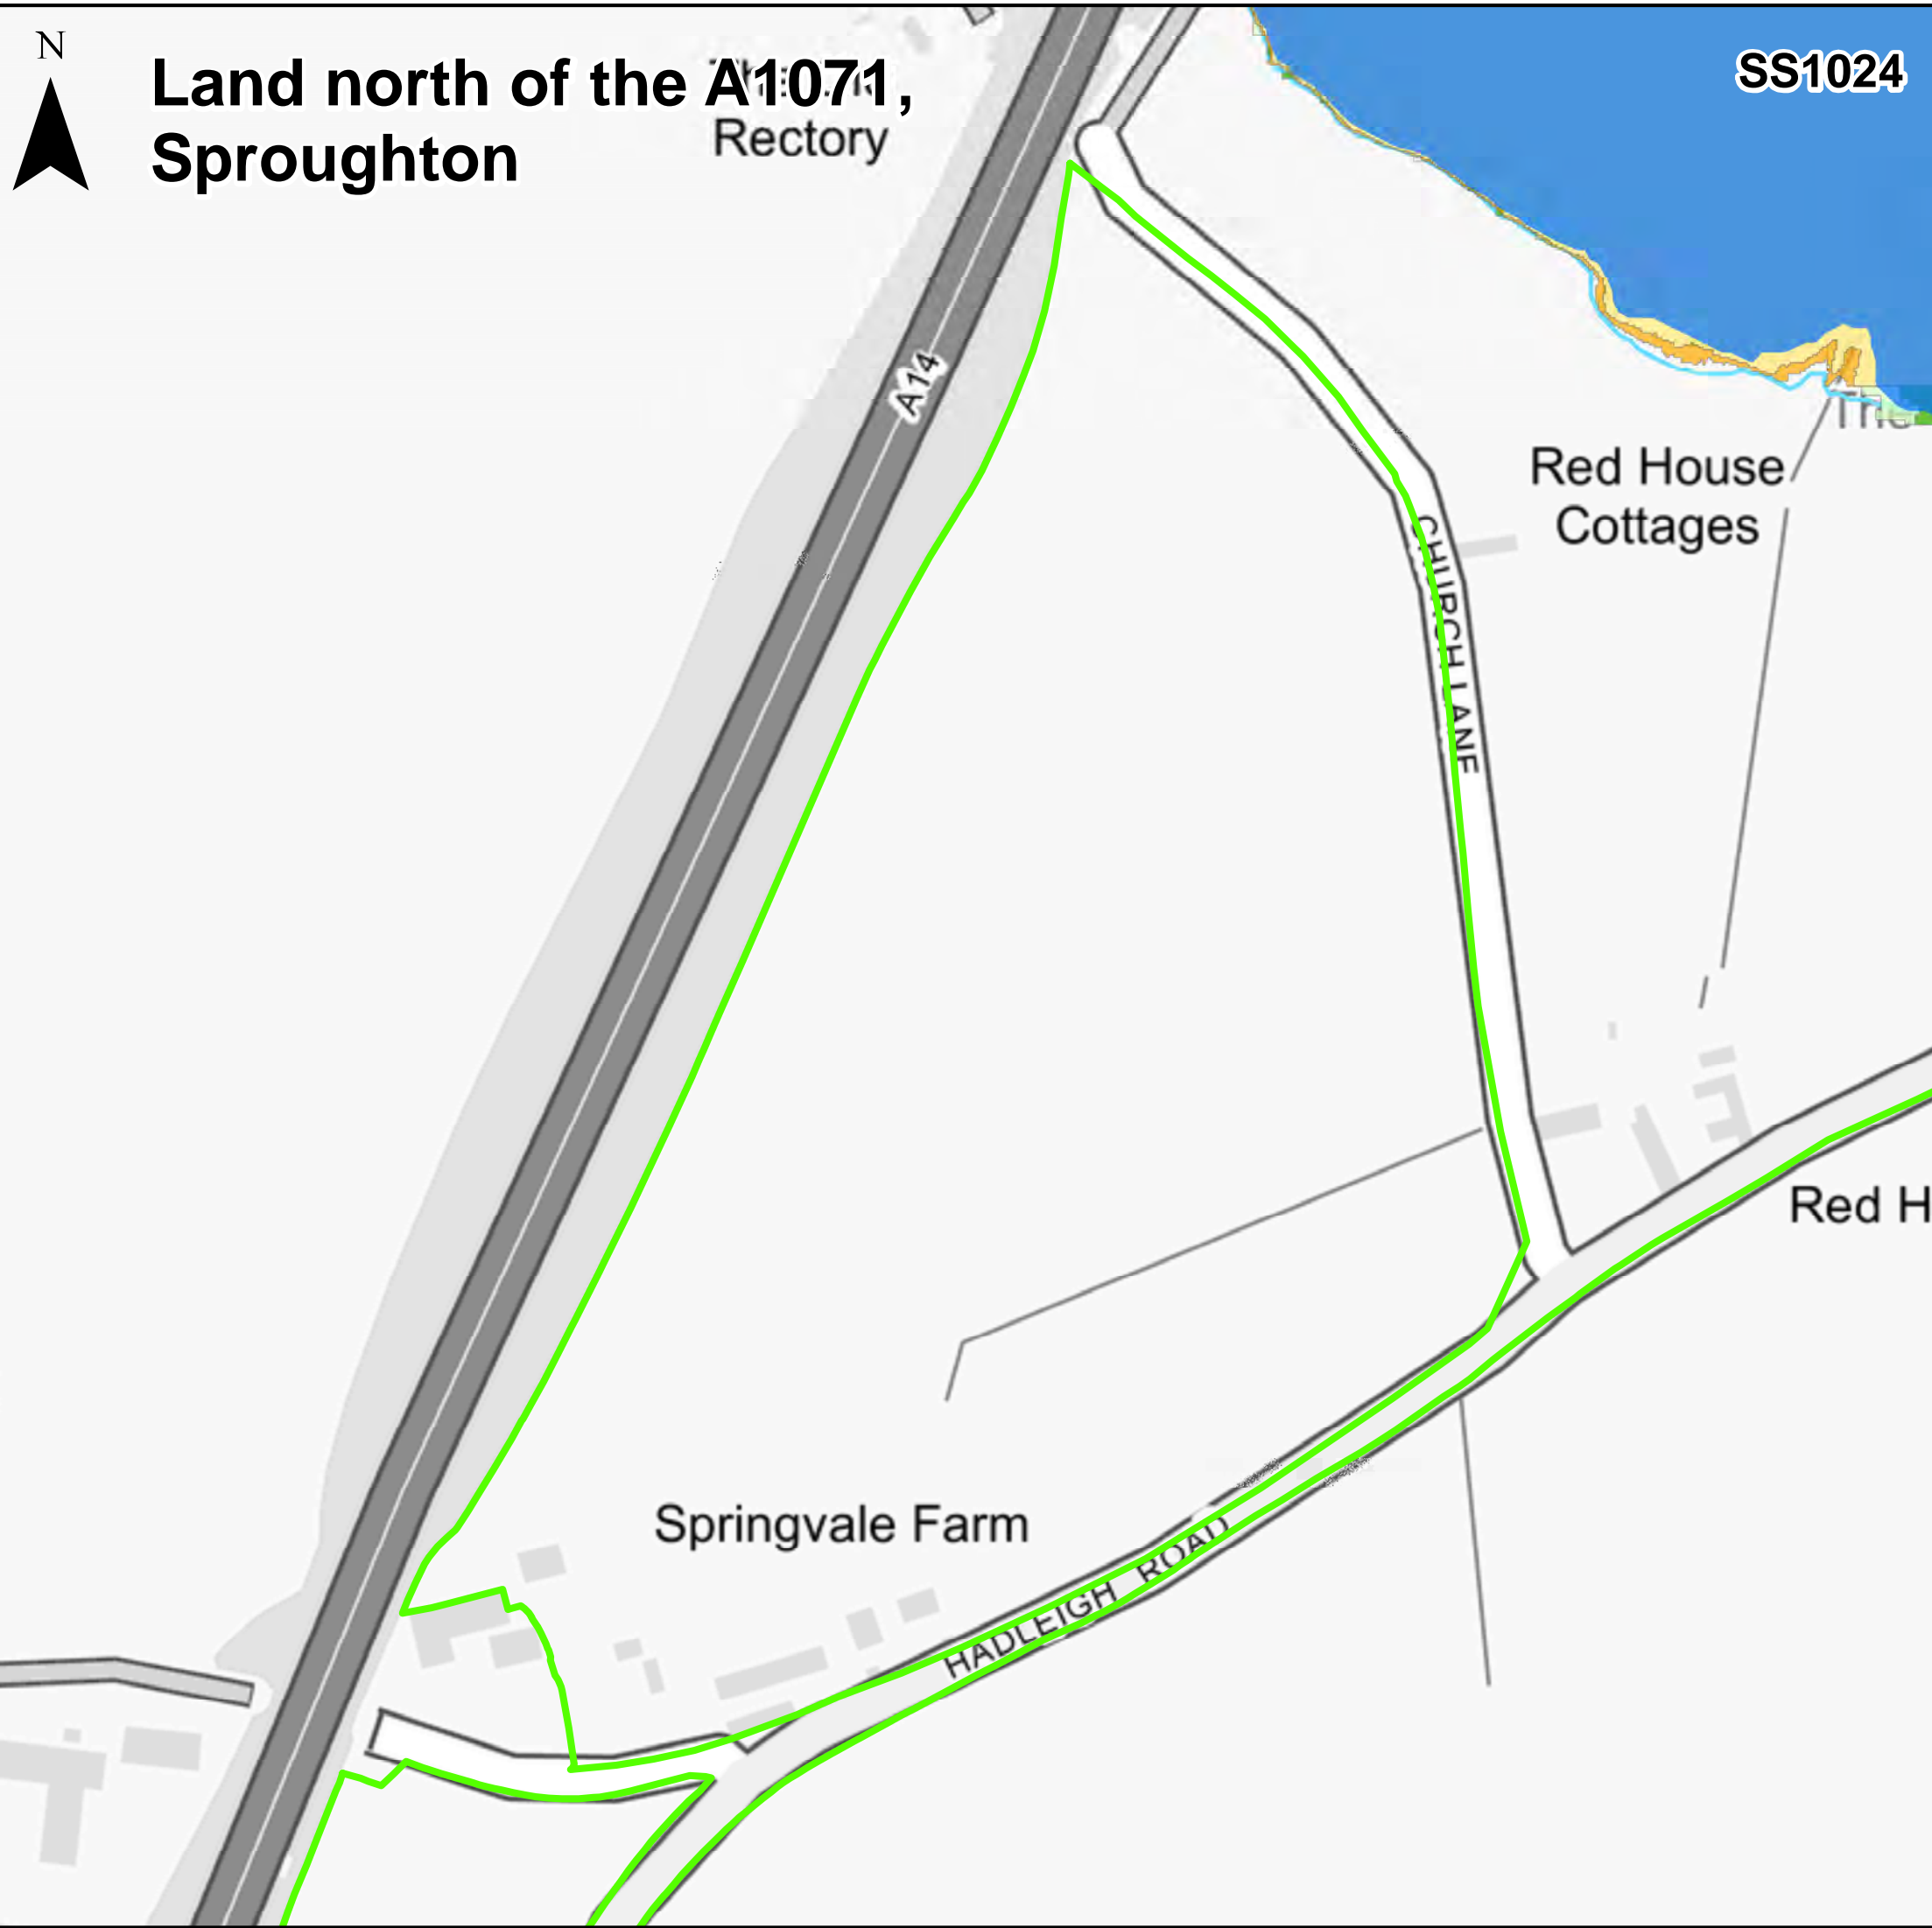 N
Land north of the A1071,
Sproughton
SS1024
Rectory
A14
Red House
Cottages
CHURCH LANE
Red H
Springvale Farm
HADLEIGH ROAD